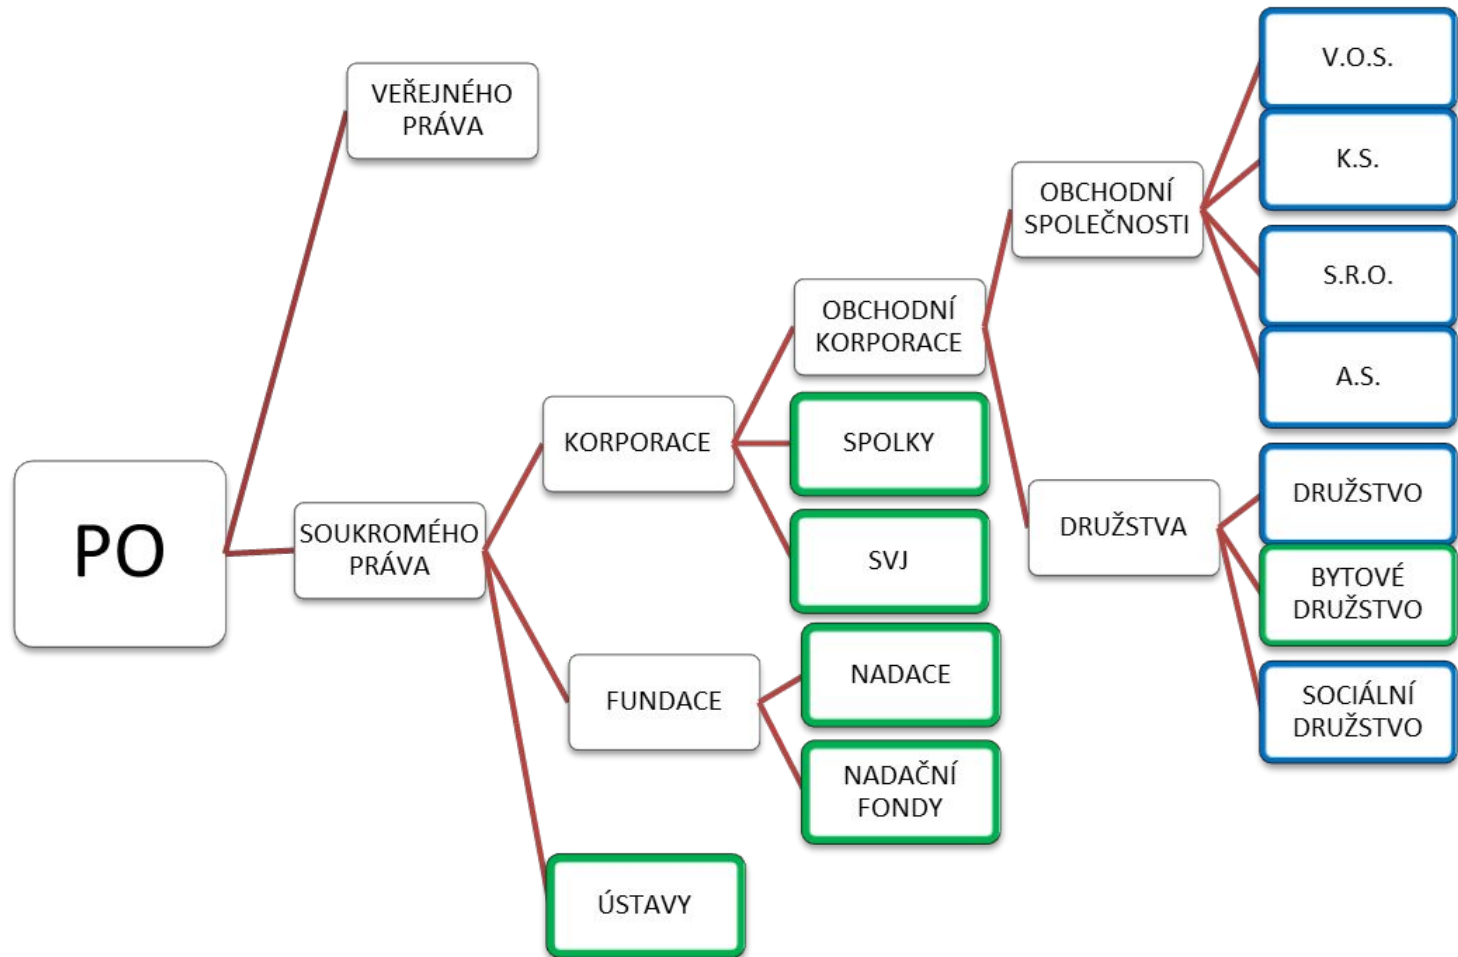 PO
VEŘEJNÉHO
PRÁVA
SOUKROMÉHO
PRÁVA
KORPORACE
FUNDACE
ÚSTAVY
OBCHODNÍ
KORPORACE
SPOLKY
SVJ
NADACE
NADAČNÍ
FONDY
OBCHODNÍ
SPOLEČNOSTI
DRUŽSTVA
V.O.S.
K.S.
S.R.O.
A.S.
DRUŽSTVO
BYTOVÉ
DRUŽSTVO
SOCIÁLNÍ
DRUŽSTVO